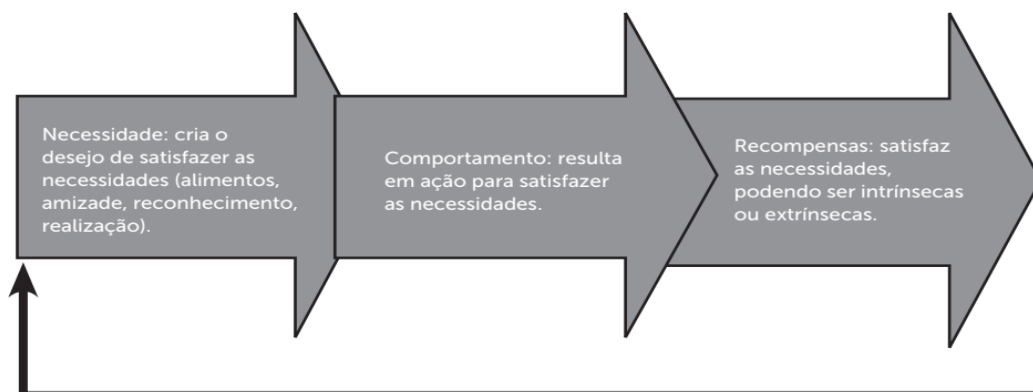 Necessidade: cria o
desejo de satisfazer as
necessidades (alimentos,
amizade, reconhecimento,
realização).
Comportamento: resulta
em ação para satisfazer
as necessidades.
Recompensas: satisfaz
as necessidades,
podendo ser intrínsecas
ou extrínsecas.